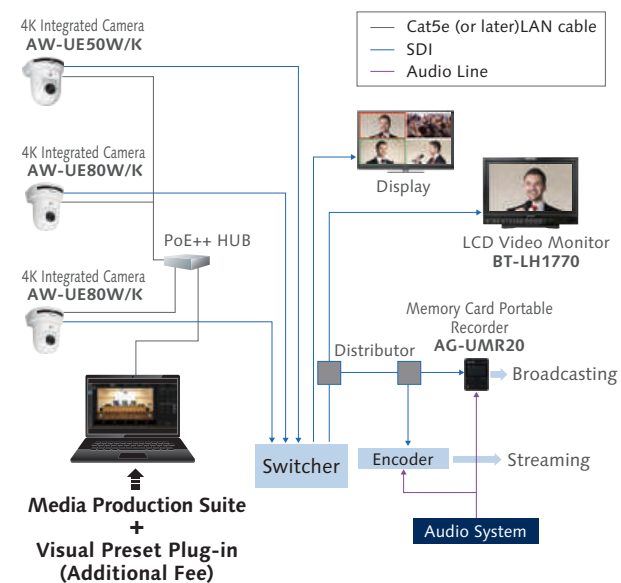 4K Integrated Camera
AW-UE50W/K
Cat5e (or later)LAN cable
SDI
Audio Line
4K Integrated Camera
AW-UE80W/K
Display
PoE++ HUB
LCD Video Monitor
BT-LH1770
4K Integrated Camera
AW-UE80W/K
Memory Card Portable
Recorder
AG-UMR20
Distributor
Broadcasting
Switcher
Encoder
Streaming
Media Production Suite
+
Visual Preset Plug-in
(Additional Fee)
Audio System